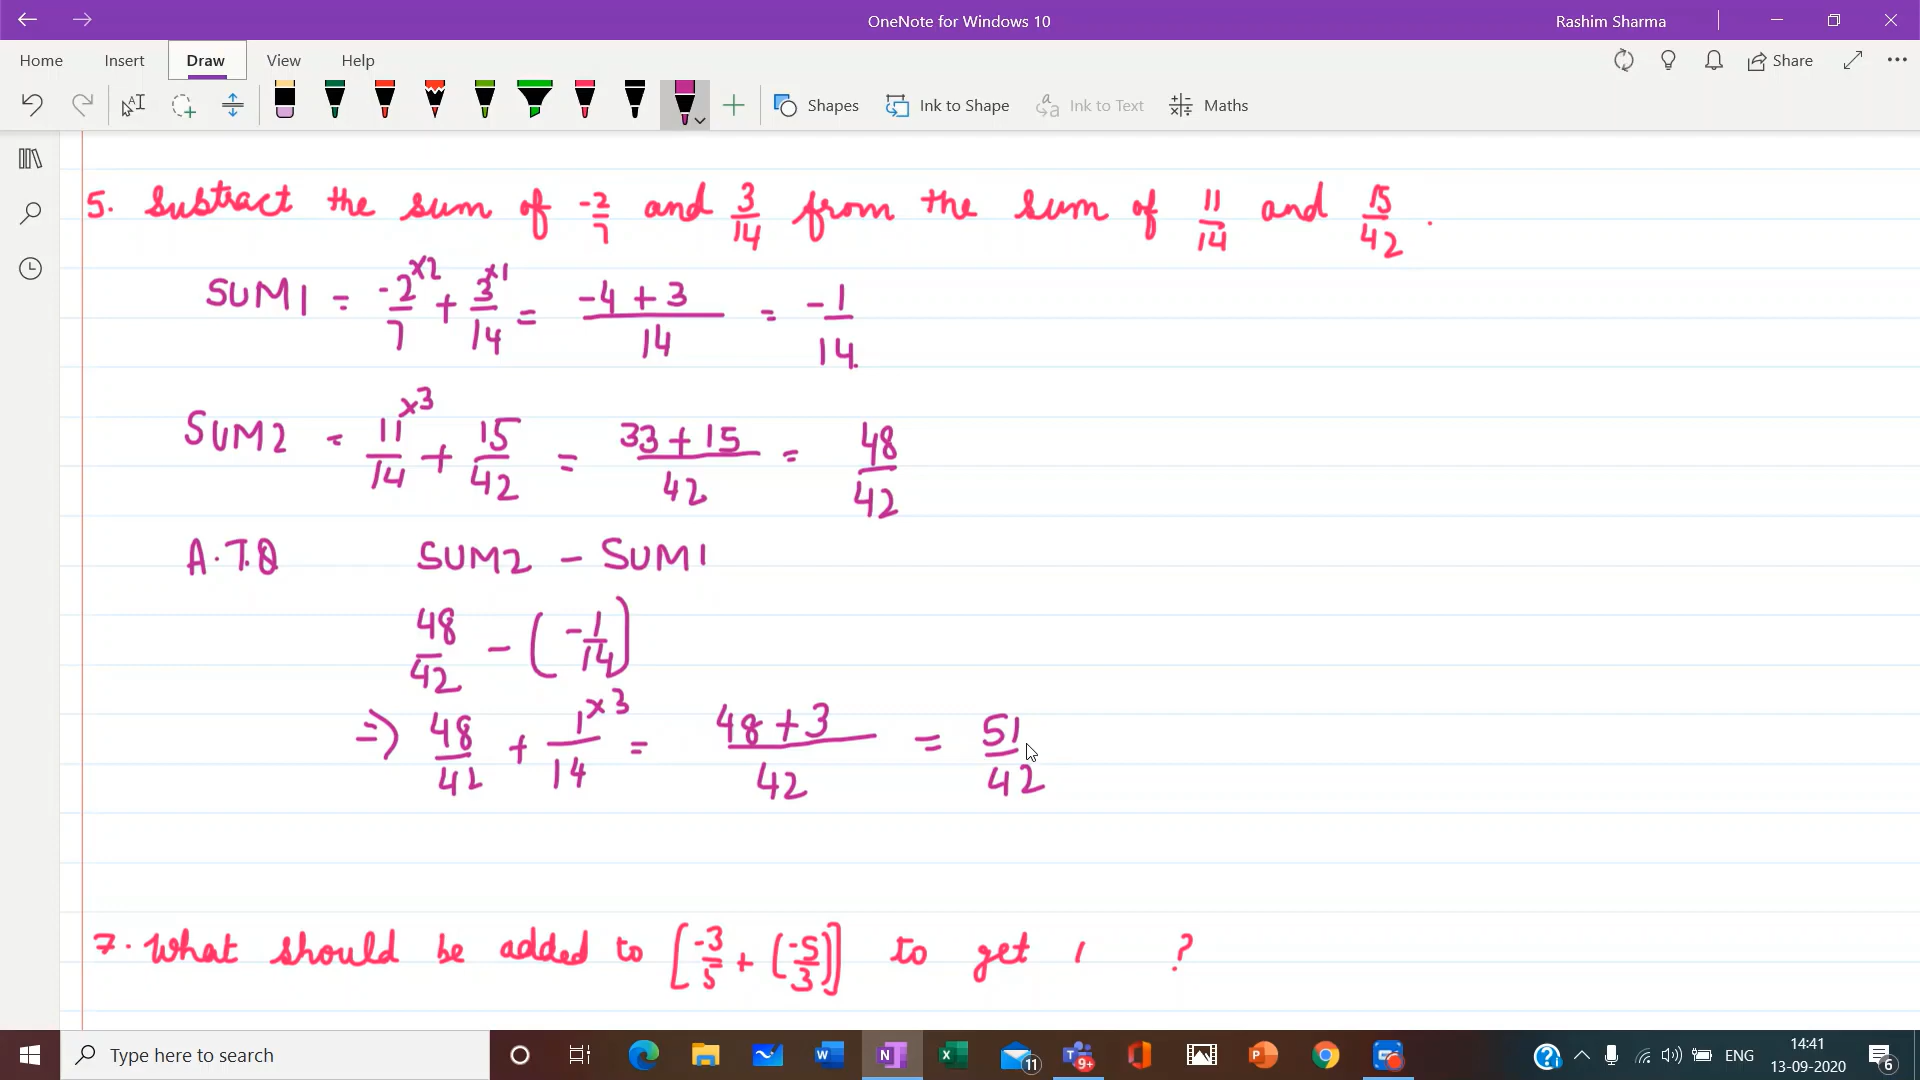 OneNote for Windows 10
Rashim Sharma
Home Insert Draw View Help
Share
Shapes Ink to Shape Ink to Text Maths
5. Subtract the sum of -2/7 and 3/14 from the sum of 11/14 and 15/42.
SUM1 = -2/7 ×2 + 3/14 ×1 = -4+3/14 = -1/14.
SUM2 = 11/14 ×3 + 15/42 = 33+15/42 = 48/42
A.T.Q SUM2 - SUM1
48/42 - (-1/14)
=> 48/42 + 1/14 ×3 = 48+3/42 = 51/42
7. What should be added to [-3/5 + (-5/3)] to get 1 ?
Type here to search
11
9+
ENG
14:41
13-09-2020
6